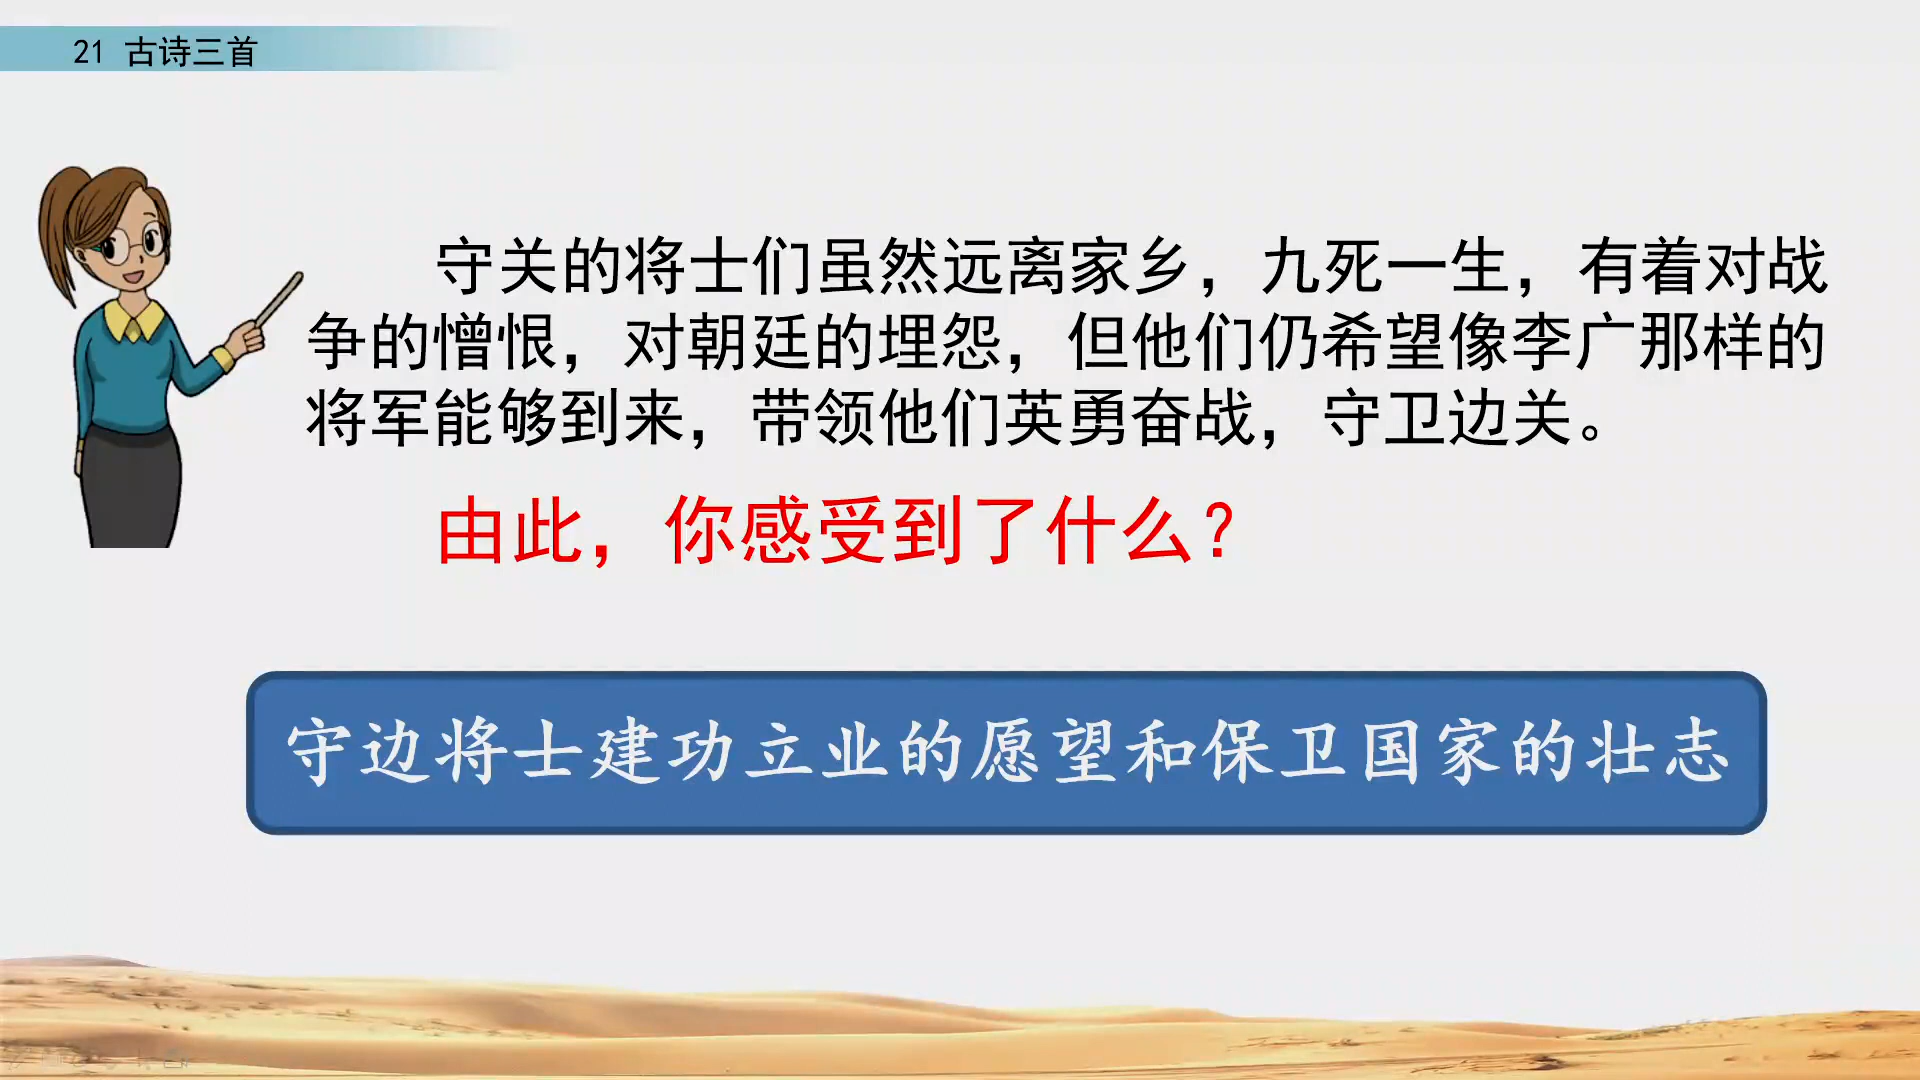 21 古诗三首
守关的将士们虽然远离家乡，九死一生，有着对战
争的憎恨，对朝廷的埋怨，但他们仍希望像李广那样的
将军能够到来，带领他们英勇奋战，守卫边关。
由此，你感受到了什么？
守边将士建功立业的愿望和保卫国家的壮志